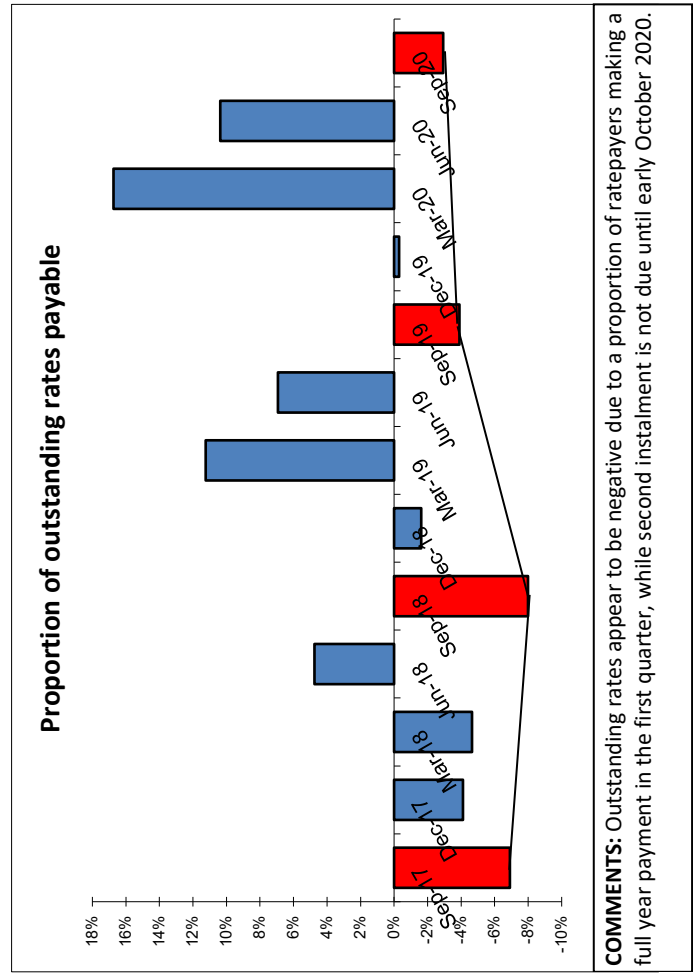 Proportion of outstanding rates payable
18%
16%
14%
12%
10%
8%
6%
4%
2%
0%
-2%
-4%
-6%
-8%
-10%
Sep-17
Dec-17
Mar-18
Jun-18
Sep-18
Dec-18
Mar-19
Jun-19
Sep-19
Dec-19
Mar-20
Jun-20
Sep-20
COMMENTS: Outstanding rates appear to be negative due to a proportion of ratepayers making a
full year payment in the first quarter, while second instalment is not due until early October 2020.